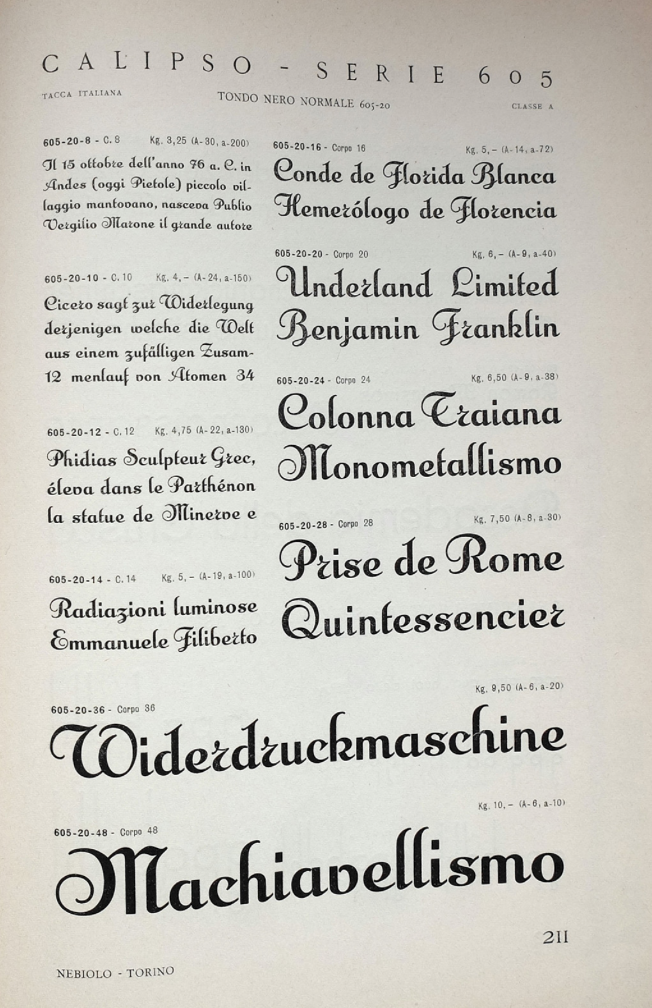 CALIPSO - SERIE 605
TACCA ITALIANA
TONDO NERO NORMALE 605-20
CLASSE A
605-20-8 - C. 8 Kg. 3,25 (A-30, a-200)
Il 15 ottobre dell'anno 76 a. C. in
Andes (oggi Pietole) piccolo vil-
laggio mantovano, nasceva Publio
Vergilio Marone il grande autore
605-20-10 - C. 10 Kg. 4,- (A-24, a-150)
Cicero sagt zur Widerlegung
derjenigen welche die Welt
aus einem zufälligen Zusam-
12 menlauf von Atomen 34
605-20-12 - C. 12 Kg. 4,75 (A-22, a-130)
Phidias Sculpteur Grec,
éleva dans le Parthénon
la statue de Minerve e
605-20-14 - C. 14 Kg. 5,- (A-19, a-100)
Radiazioni luminose
Emmanuele Filiberto
605-20-16 - Corpo 16 Kg. 5,- (A-14, a-72)
Conde de Florida Blanca
Hemerólogo de Florencia
605-20-20 - Corpo 20 Kg. 6,- (A-9, a-40)
Underland Limited
Benjamin Franklin
605-20-24 - Corpo 24 Kg. 6,50 (A-9, a-38)
Colonna Traiana
Monometallismo
605-20-28 - Corpo 28 Kg. 7,50 (A-8, a-30)
Prise de Rome
Quintessencier
605-20-36 - Corpo 36 Kg. 9,50 (A-6, a-20)
Widerdruckmaschine
605-20-48 - Corpo 48 Kg. 10,- (A-6, a-10)
Machiavellismo
211
NEBIOLO - TORINO